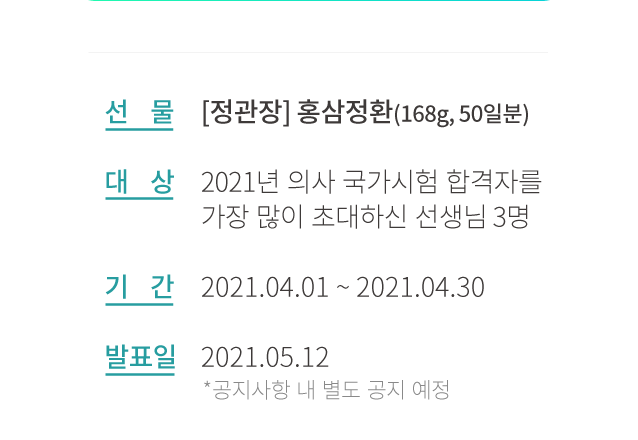 선 물 [정관장] 홍삼정환(168g, 50일분)
대 상 2021년 의사 국가시험 합격자를
가장 많이 초대하신 선생님 3명
기 간 2021.04.01 ~ 2021.04.30
발표일 2021.05.12
*공지사항 내 별도 공지 예정